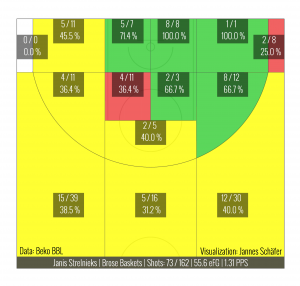 5 / 11
45.5 %
5 / 7
71.4 %
8 / 8
100.0 %
1 / 1
100.0 %
0 / 0
0.0 %
2 / 8
25.0 %
4 / 11
36.4 %
4 / 11
36.4 %
2 / 3
66.7 %
8 / 12
66.7 %
2 / 5
40.0 %
15 / 39
38.5 %
5 / 16
31.2 %
12 / 30
40.0 %
Data: Beko BBL
Visualization: Jannes Schäfer
Janis Strelnieks | Brose Baskets | Shots: 73 / 162 | 55.6 eFG | 1.31 PPS